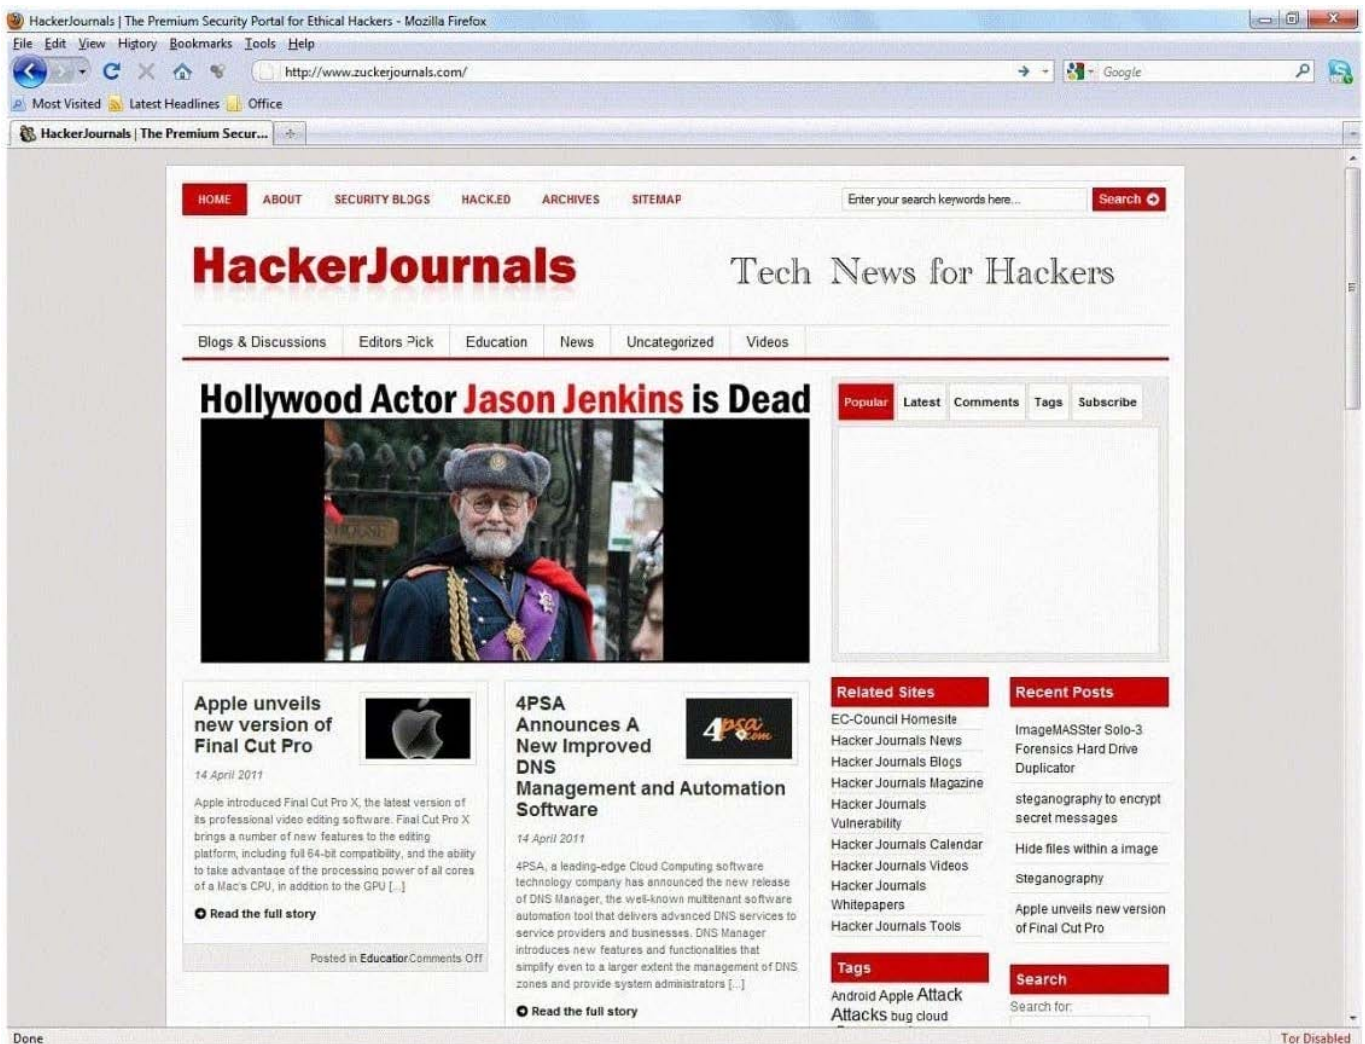 HackerJournals | The Premium Security Portal for Ethical Hackers - Mozilla Firefox
File Edit View History Bookmarks Tools Help
http://www.zuckerjournals.com/
Google
Most Visited Latest Headlines Office
HackerJournals | The Premium Secur...
HOME ABOUT SECURITY BLOGS HACK.ED ARCHIVES SITEMAP
Enter your search keywords here...
Search
HackerJournals
Tech News for Hackers
Blogs & Discussions Editors Pick Education News Uncategorized Videos
Hollywood Actor Jason Jenkins is Dead
HOUSE
Popular Latest Comments Tags Subscribe
Apple unveils
new version of
Final Cut Pro
14 April 2011
Apple introduced Final Cut Pro X, the latest version of
its professional video editing software. Final Cut Pro X
brings a number of new features to the editing
platform, including full 64-bit compatibility, and the ability
to take advantage of the processing power of all cores
of a Mac's CPU, in addition to the GPU [...]
Read the full story
Posted in Education Comments Off
4PSA
Announces A
New Improved
DNS
Management and Automation
Software
4psa.com
14 April 2011
4PSA, a leading-edge Cloud Computing software
technology company has announced the new release
of DNS Manager, the well-known multitenant software
automation tool that delivers advanced DNS services to
service providers and businesses. DNS Manager
introduces new features and functionalities that
simplify even to a larger extent the management of DNS
zones and provide system administrators [...]
Read the full story
Related Sites
EC-Council Homesite
Hacker Journals News
Hacker Journals Blogs
Hacker Journals Magazine
Hacker Journals
Vulnerability
Hacker Journals Calendar
Hacker Journals Videos
Hacker Journals
Whitepapers
Hacker Journals Tools
Tags
Android Apple Attack
Attacks bug cloud
Recent Posts
ImageMASSter Solo-3
Forensics Hard Drive
Duplicator
steganography to encrypt
secret messages
Hide files within a image
Steganography
Apple unveils new version
of Final Cut Pro
Search
Search for:
Done
Tor Disabled